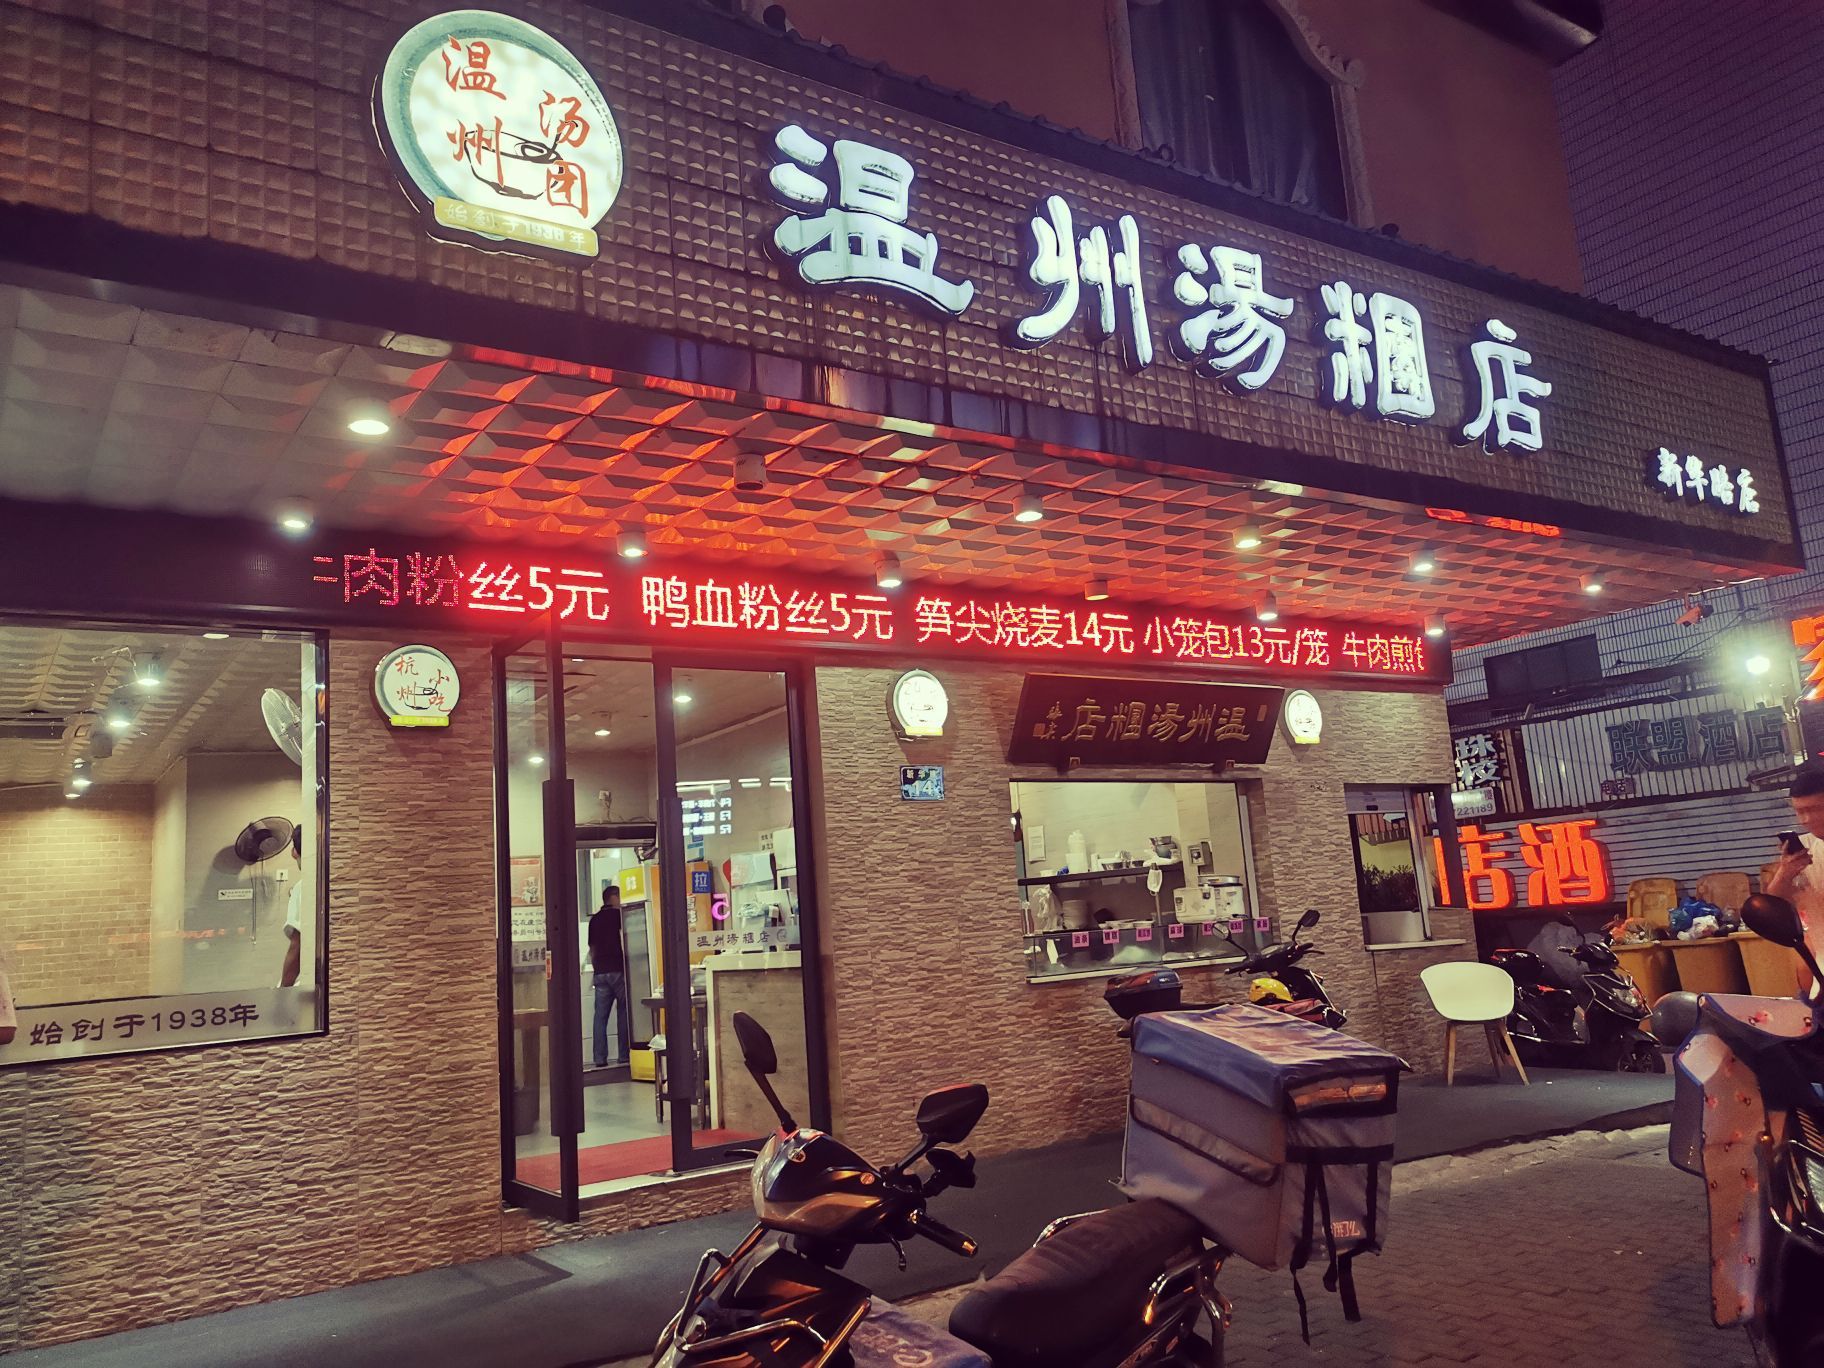 温州
汤团
始创于1938年
温州湯糰店
新华路店
肉粉丝5元 鸭血粉丝5元 笋尖烧麦14元 小笼包13元/笼 牛肉煎
杭州
小吃
温州湯糰店
14
拉
温州湯糰店
始创于1938年
联盟酒店
221189
酒店